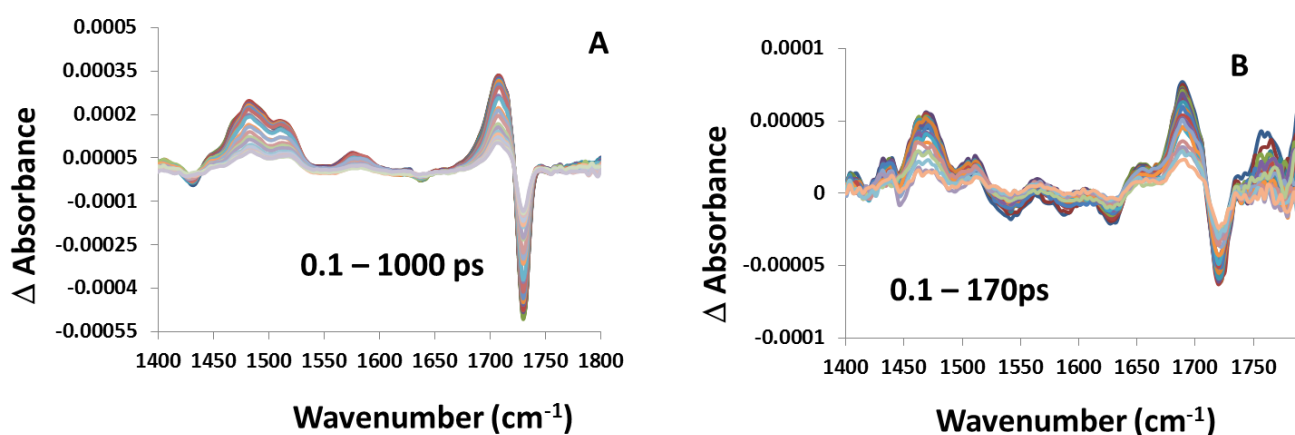 A
Δ Absorbance
0.0005
0.00035
0.0002
0.00005
-0.0001
-0.00025
-0.0004
-0.00055
0.1 – 1000 ps
1400 1450 1500 1550 1600 1650 1700 1750 1800
Wavenumber (cm-1)
B
Δ Absorbance
0.0001
0.00005
0
-0.00005
-0.0001
0.1 – 170ps
1400 1450 1500 1550 1600 1650 1700 1750
Wavenumber (cm-1)